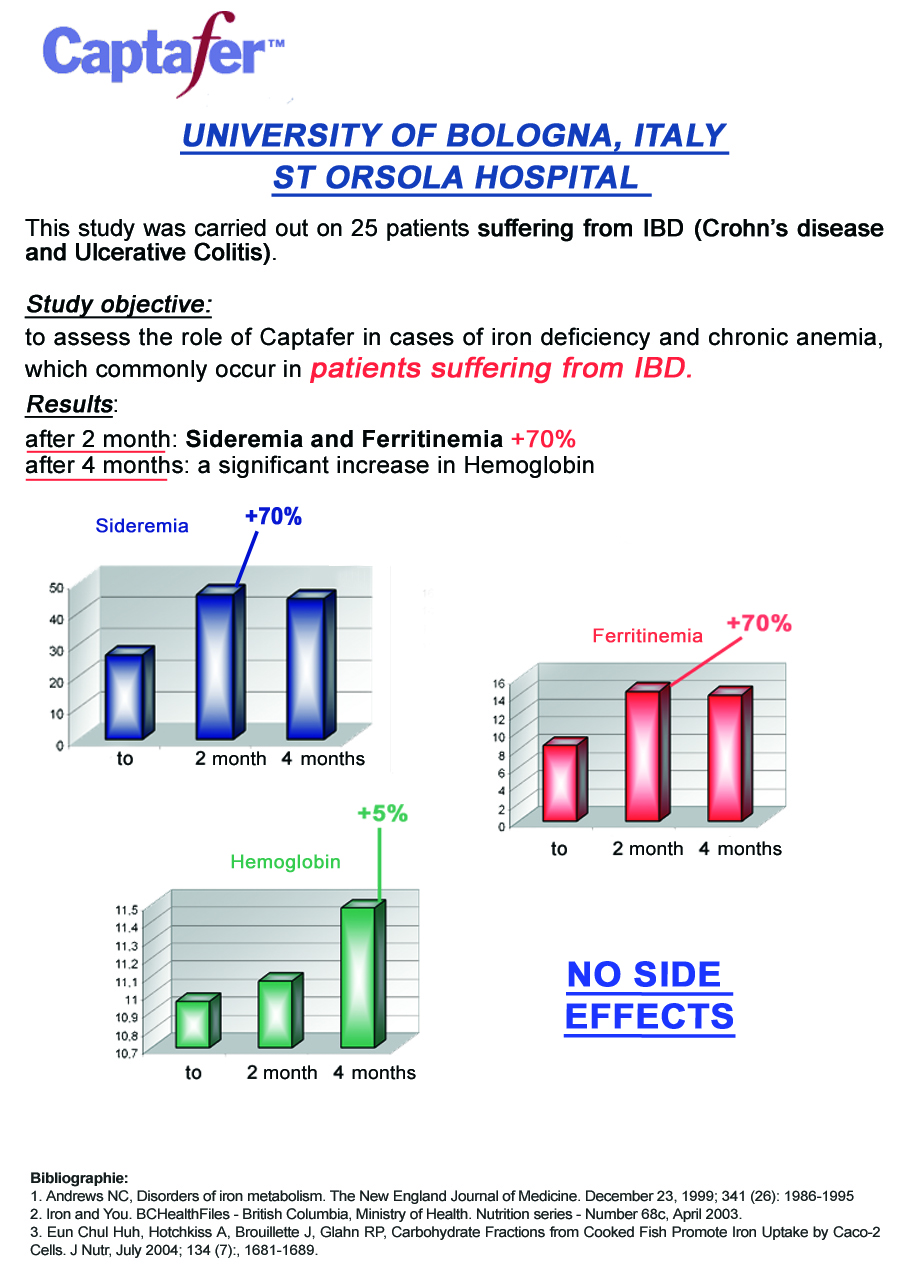 Captafer™
UNIVERSITY OF BOLOGNA, ITALY
ST ORSOLA HOSPITAL
This study was carried out on 25 patients suffering from IBD (Crohn's disease
and Ulcerative Colitis).
Study objective:
to assess the role of Captafer in cases of iron deficiency and chronic anemia,
which commonly occur in patients suffering from IBD.
Results:
after 2 month: Sideremia and Ferritinemia +70%
after 4 months: a significant increase in Hemoglobin
Sideremia
+70%
50
40
30
20
10
0
to 2 month 4 months
Ferritinemia
+70%
16
14
12
10
8
6
4
2
0
to 2 month 4 months
Hemoglobin
+5%
11,5
11.4
11.3
11.2
11.1
11
10.9
10.8
10.7
to 2 month 4 months
NO SIDE
EFFECTS
Bibliographie:
1. Andrews NC, Disorders of iron metabolism. The New England Journal of Medicine. December 23, 1999; 341 (26): 1986-1995
2. Iron and You. BCHealthFiles - British Columbia, Ministry of Health. Nutrition series - Number 68c, April 2003.
3. Eun Chul Huh, Hotchkiss A, Brouillette J, Glahn RP, Carbohydrate Fractions from Cooked Fish Promote Iron Uptake by Caco-2
Cells. J Nutr, July 2004; 134 (7):, 1681-1689.